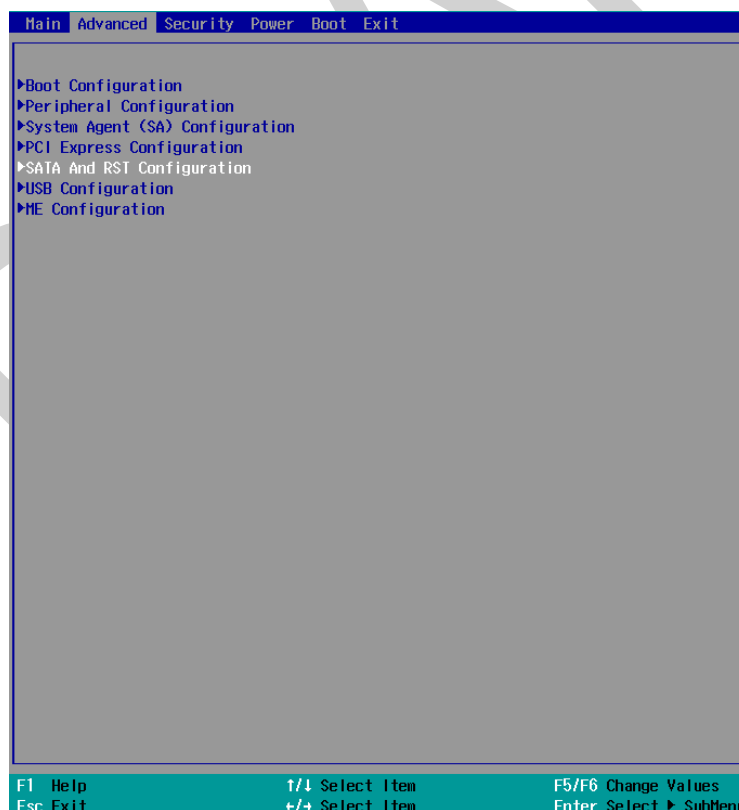 Main Advanced Security Power Boot Exit
▶Boot Configuration
▶Peripheral Configuration
▶System Agent (SA) Configuration
▶PCI Express Configuration
▶SATA And RST Configuration
▶USB Configuration
▶ME Configuration
F1 Help ↑/↓ Select Item F5/F6 Change Values
Esc Exit ←/→ Select Item Enter Select ▶ SubMenu